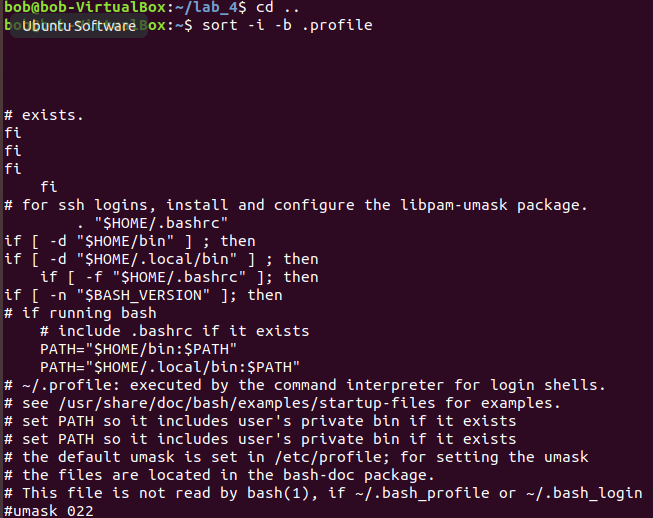 bob@bob-VirtualBox:~/lab_4$ cd ..
Ubuntu Software ox:~$ sort -i -b .profile
# exists.
fi
fi
fi
    fi
# for ssh logins, install and configure the libpam-umask package.
        . "$HOME/.bashrc"
if [ -d "$HOME/bin" ] ; then
if [ -d "$HOME/.local/bin" ] ; then
    if [ -f "$HOME/.bashrc" ]; then
if [ -n "$BASH_VERSION" ]; then
# if running bash
    # include .bashrc if it exists
    PATH="$HOME/bin:$PATH"
    PATH="$HOME/.local/bin:$PATH"
# ~/.profile: executed by the command interpreter for login shells.
# see /usr/share/doc/bash/examples/startup-files for examples.
# set PATH so it includes user's private bin if it exists
# set PATH so it includes user's private bin if it exists
# the default umask is set in /etc/profile; for setting the umask
# the files are located in the bash-doc package.
# This file is not read by bash(1), if ~/.bash_profile or ~/.bash_login
#umask 022